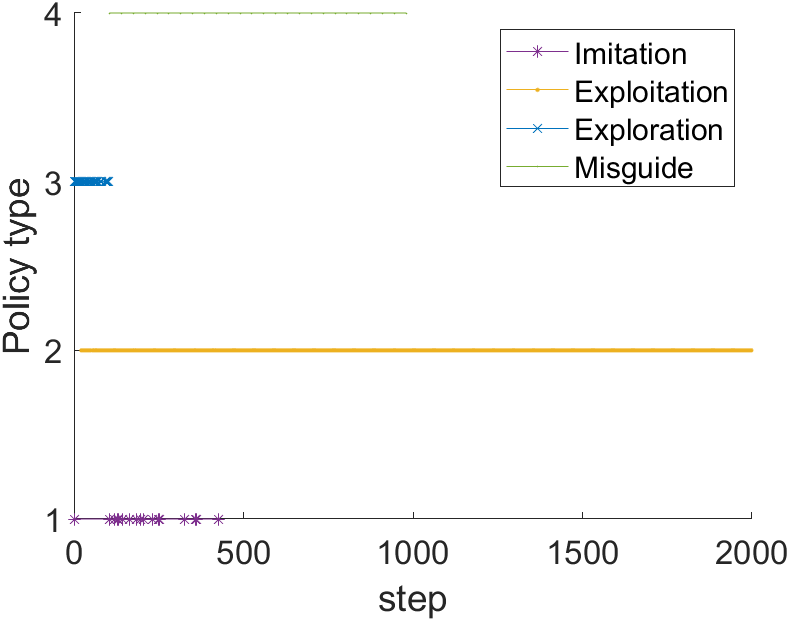 4
Imitation
Exploitation
Exploration
Misguide
3
Policy type
2
1
0 500 1000 1500 2000
step